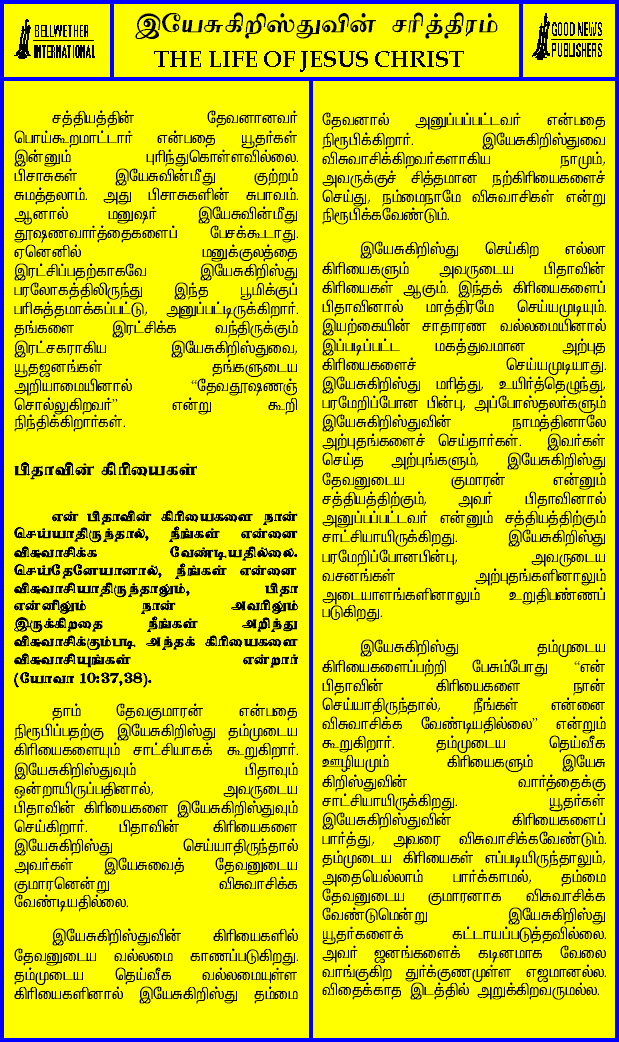 BELLWETHER
INTERNATIONAL
இயேசுகிறிஸ்துவின் சரித்திரம்
THE LIFE OF JESUS CHRIST
GOOD NEWS
PUBLISHERS
சத்தியத்தின் தேவனானவர்
பொய்கூறமாட்டார் என்பதை யூதர்கள்
இன்னும் புரிந்துகொள்ளவில்லை.
பிசாசுகள் இயேசுவின்மீது குற்றம்
சுமத்தலாம். அது பிசாசுகளின் சுபாவம்.
ஆனால் மனுஷர் இயேசுவின்மீது
தூஷணவார்த்தைகளைப் பேசக்கூடாது.
ஏனெனில் மனுக்குலத்தை
இரட்சிப்பதற்காகவே இயேசுகிறிஸ்து
பரலோகத்திலிருந்து இந்த பூமிக்குப்
பரிசுத்தமாக்கப்பட்டு, அனுப்பட்டிருக்கிறார்.
தங்களை இரட்சிக்க வந்திருக்கும்
இரட்சகராகிய இயேசுகிறிஸ்துவை,
யூதஜனங்கள் தங்களுடைய
அறியாமையினால் “தேவதூஷணஞ்
சொல்லுகிறவர்” என்று கூறி
நிந்திக்கிறார்கள்.
பிதாவின் கிரியைகள்
என் பிதாவின் கிரியைகளை நான்
செய்யாதிருந்தால், நீங்கள் என்னை
விசுவாசிக்க வேண்டியதில்லை.
செய்தேனேயானால், நீங்கள் என்னை
விசுவாசியாதிருந்தாலும், பிதா
என்னிலும் நான் அவரிலும்
இருக்கிறதை நீங்கள் அறிந்து
விசுவாசிக்கும்படி அந்தக் கிரியைகளை
விசுவாசியுங்கள் என்றார்
(யோவா 10:37,38).
தாம் தேவகுமாரன் என்பதை
நிரூபிப்பதற்கு இயேசுகிறிஸ்து தம்முடைய
கிரியைகளையும் சாட்சியாகக் கூறுகிறார்.
இயேசுகிறிஸ்துவும் பிதாவும்
ஒன்றாயிருப்பதினால், அவருடைய
பிதாவின் கிரியைகளை இயேசுகிறிஸ்துவும்
செய்கிறார். பிதாவின் கிரியைகளை
இயேசுகிறிஸ்து செய்யாதிருந்தால்
அவர்கள் இயேசுவைத் தேவனுடைய
குமாரனென்று விசுவாசிக்க
வேண்டியதில்லை.
இயேசுகிறிஸ்துவின் கிரியைகளில்
தேவனுடைய வல்லமை காணப்படுகிறது.
தம்முடைய தெய்வீக வல்லமையுள்ள
கிரியைகளினால் இயேசுகிறிஸ்து தம்மை
தேவனால் அனுப்பப்பட்டவர் என்பதை
நிரூபிக்கிறார். இயேசுகிறிஸ்துவை
விசுவாசிக்கிறவர்களாகிய நாமும்,
அவருக்குச் சித்தமான நற்கிரியைகளைச்
செய்து, நம்மைநாமே விசுவாசிகள் என்று
நிரூபிக்கவேண்டும்.
இயேசுகிறிஸ்து செய்கிற எல்லா
கிரியைகளும் அவருடைய பிதாவின்
கிரியைகள் ஆகும். இந்தக் கிரியைகளைப்
பிதாவினால் மாத்திரமே செய்யமுடியும்.
இயற்கையின் சாதாரண வல்லமையினால்
இப்படிப்பட்ட மகத்துவமான அற்புத
கிரியைகளைச் செய்யமுடியாது.
இயேசுகிறிஸ்து மரித்து, உயிர்த்தெழுந்து,
பரமேறிப்போன பின்பு, அப்போஸ்தலர்களும்
இயேசுகிறிஸ்துவின் நாமத்தினாலே
அற்புதங்களைச் செய்தார்கள். இவர்கள்
செய்த அற்புங்களும், இயேசுகிறிஸ்து
தேவனுடைய குமாரன் என்னும்
சத்தியத்திற்கும், அவர் பிதாவினால்
அனுப்பப்பட்டவர் என்னும் சத்தியத்திற்கும்
சாட்சியாயிருக்கிறது. இயேசுகிறிஸ்து
பரமேறிப்போனபின்பு, அவருடைய
வசனங்கள் அற்புதங்களினாலும்
அடையாளங்களினாலும் உறுதிபண்ணப்
படுகிறது.
இயேசுகிறிஸ்து தம்முடைய
கிரியைகளைப்பற்றி பேசும்போது “என்
பிதாவின் கிரியைகளை நான்
செய்யாதிருந்தால், நீங்கள் என்னை
விசுவாசிக்க வேண்டியதில்லை” என்றும்
கூறுகிறார். தம்முடைய தெய்வீக
ஊழியமும் கிரியைகளும் இயேசு
கிறிஸ்துவின் வார்த்தைக்கு
சாட்சியாயிருக்கிறது. யூதர்கள்
இயேசுகிறிஸ்துவின் கிரியைகளைப்
பார்த்து, அவரை விசுவாசிக்கவேண்டும்.
தம்முடைய கிரியைகள் எப்படியிருந்தாலும்,
அதையெல்லாம் பார்க்காமல், தம்மை
தேவனுடைய குமாரனாக விசுவாசிக்க
வேண்டுமென்று இயேசுகிறிஸ்து
யூதர்களைக் கட்டாயப்படுத்தவில்லை.
அவர் ஜனங்களைக் கடினமாக வேலை
வாங்குகிற துர்க்குணமுள்ள எஜமானல்ல.
விதைக்காத இடத்தில் அறுக்கிறவருமல்ல.